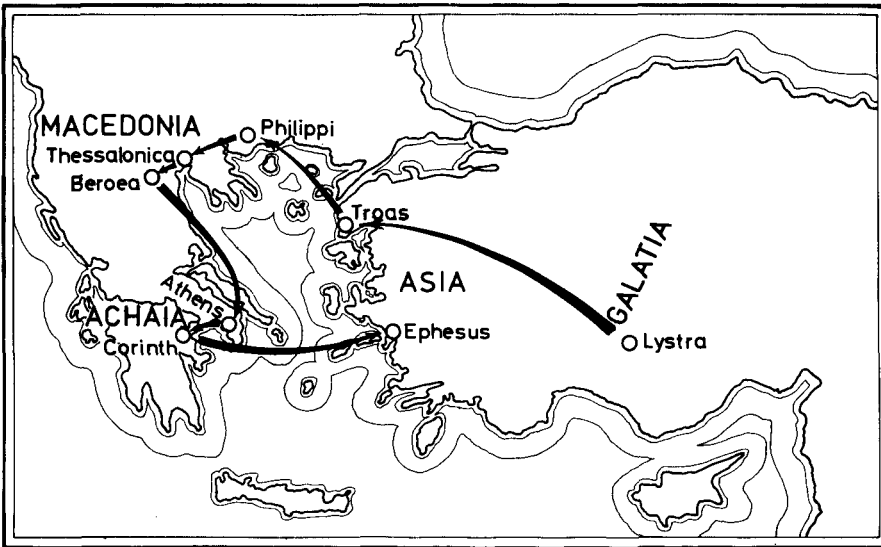 MACEDONIA
Philippi
Thessalonica
Beroea
Troas
GALATIA
ASIA
Athens
ACHAIA
Corinth
Ephesus
Lystra